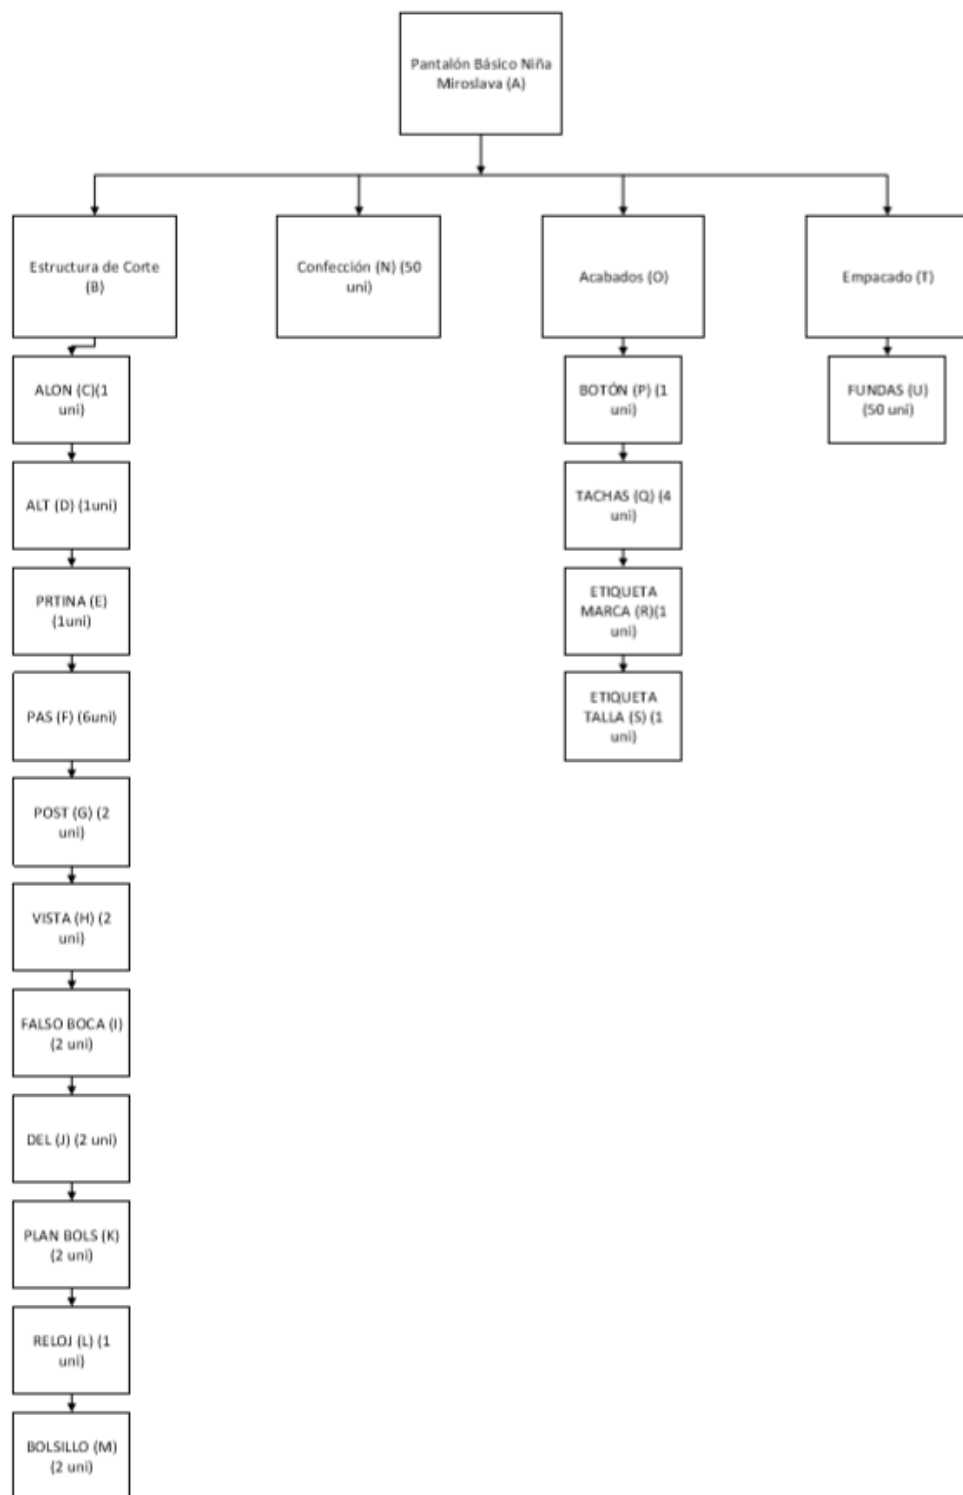 Pantalón Básico Niña
Miroslava (A)
Estructura de Corte
(B)
Confección (N) (50
uni)
Acabados (O)
Empacado (T)
ALON (C)(1
uni)
BOTÓN (P) (1
uni)
FUNDAS (U)
(50 uni)
ALT (D) (1uni)
TACHAS (Q) (4
uni)
PRTINA (E)
(1uni)
ETIQUETA
MARCA (R)(1
uni)
PAS (F) (6uni)
ETIQUETA
TALLA (S) (1
uni)
POST (G) (2
uni)
VISTA (H) (2
uni)
FALSO BOCA (I)
(2 uni)
DEL (J) (2 uni)
PLAN BOLS (K)
(2 uni)
RELOJ (L) (1
uni)
BOLSILLO (M)
(2 uni)